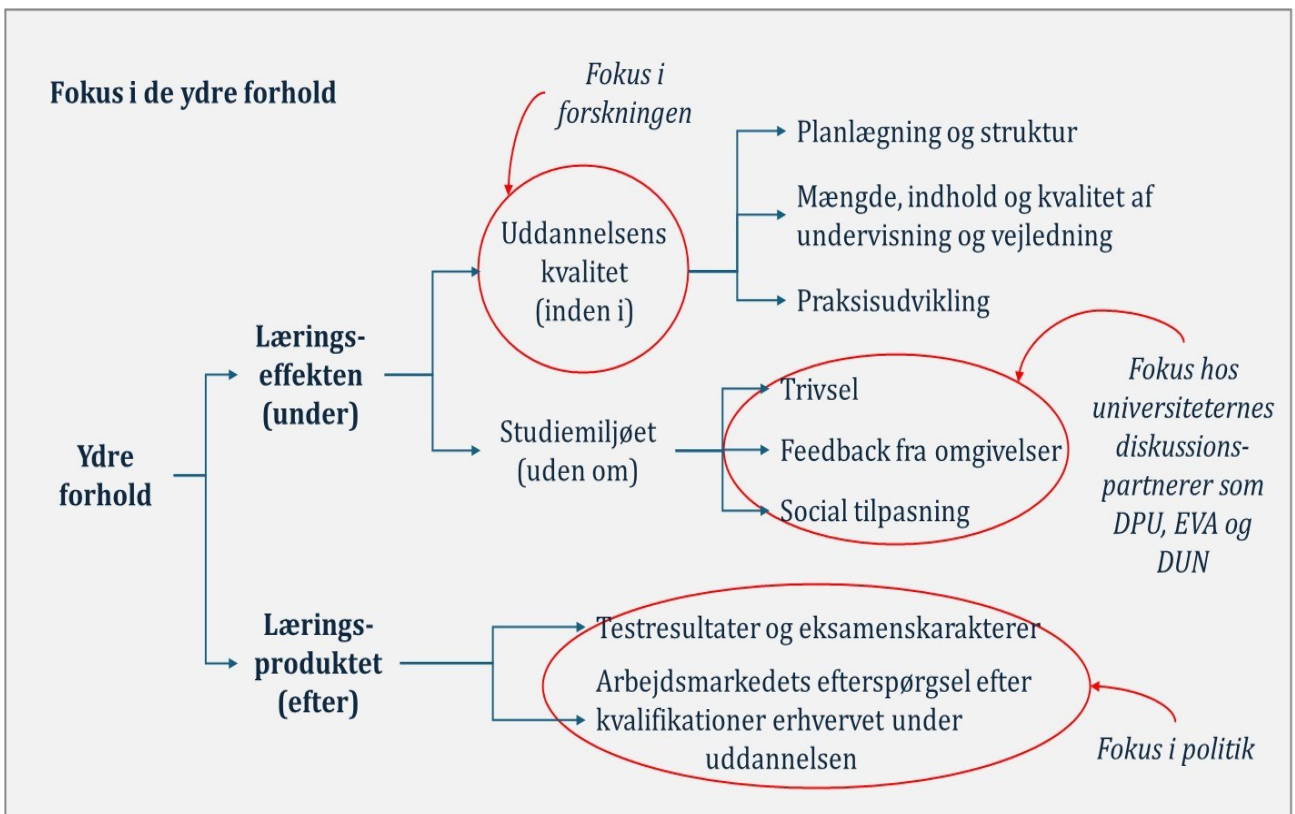 Fokus i de ydre forhold
Fokus i
forskningen
Uddannelsens
kvalitet
(inden i)
Planlægning og struktur
Mængde, indhold og kvalitet af
undervisning og vejledning
Praksisudvikling
Lærings-
effekten
(under)
Studiemiljøet
(uden om)
Trivsel
Feedback fra omgivelser
Social tilpasning
Fokus hos
universiteternes
diskussions-
partnerer som
DPU, EVA og
DUN
Ydre
forhold
Lærings-
produktet
(efter)
Testresultater og eksamenskarakterer
Arbejdsmarkedets efterspørgsel efter
kvalifikationer erhvervet under
uddannelsen
Fokus i politik